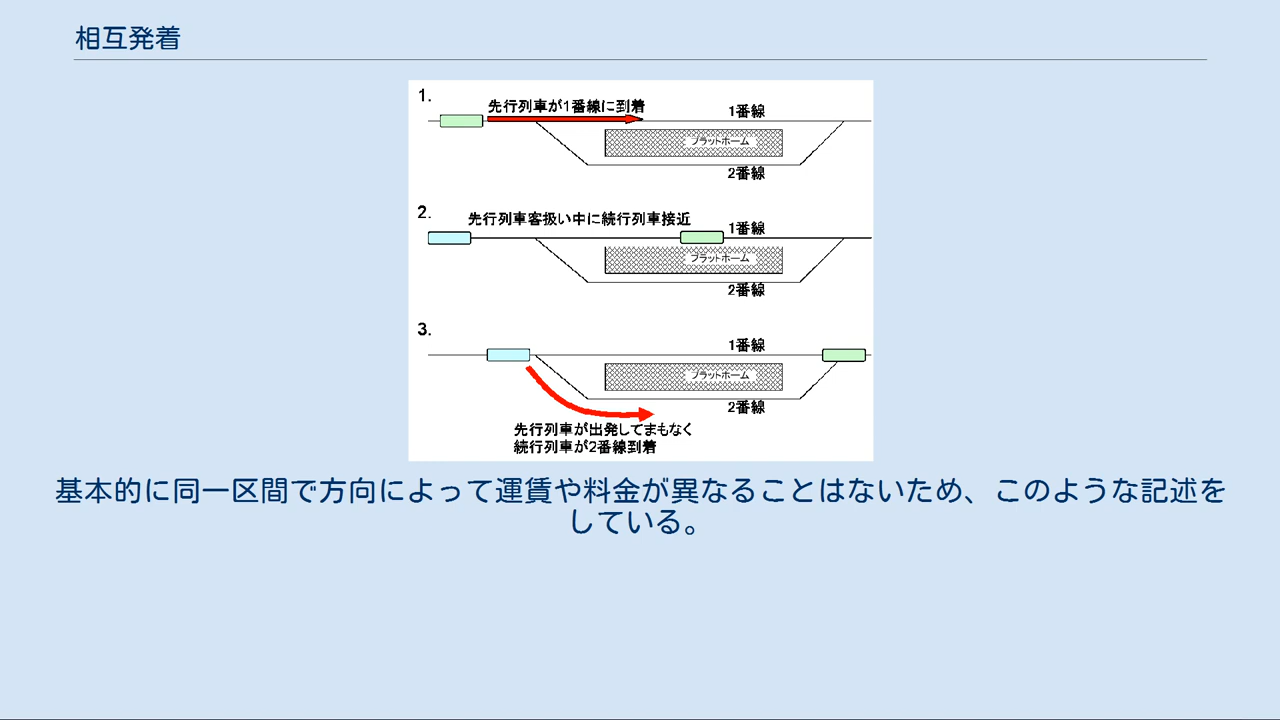 相互発着
1.
先行列車が1番線に到着
1番線
プラットホーム
2番線
2.
先行列車客扱い中に続行列車接近
1番線
プラットホーム
2番線
3.
1番線
プラットホーム
2番線
先行列車が出発してまもなく
続行列車が2番線到着
基本的に同一区間で方向によって運賃や料金が異なることはないため、このような記述を
している。